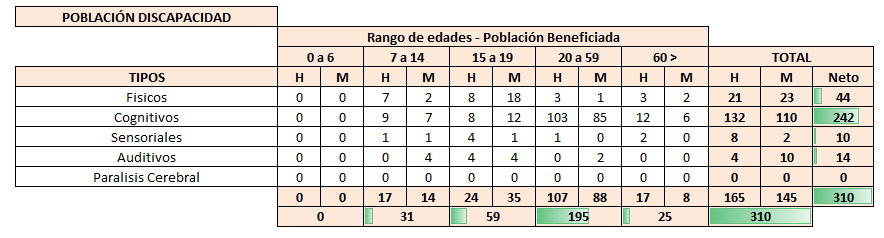 POBLACIÓN DISCAPACIDAD
Rango de edades - Población Beneficiada
0 a 6 7 a 14 15 a 19 20 a 59 60 > TOTAL
TIPOS H M H M H M H M H M H M Neto
Fisicos 0 0 7 2 8 18 3 1 3 2 21 23 44
Cognitivos 0 0 9 7 8 12 103 85 12 6 132 110 242
Sensoriales 0 0 1 1 4 1 1 0 2 0 8 2 10
Auditivos 0 0 0 4 4 4 0 2 0 0 4 10 14
Paralisis Cerebral 0 0 0 0 0 0 0 0 0 0 0 0 0
0 0 17 14 24 35 107 88 17 8 165 145 310
0 31 59 195 25 310